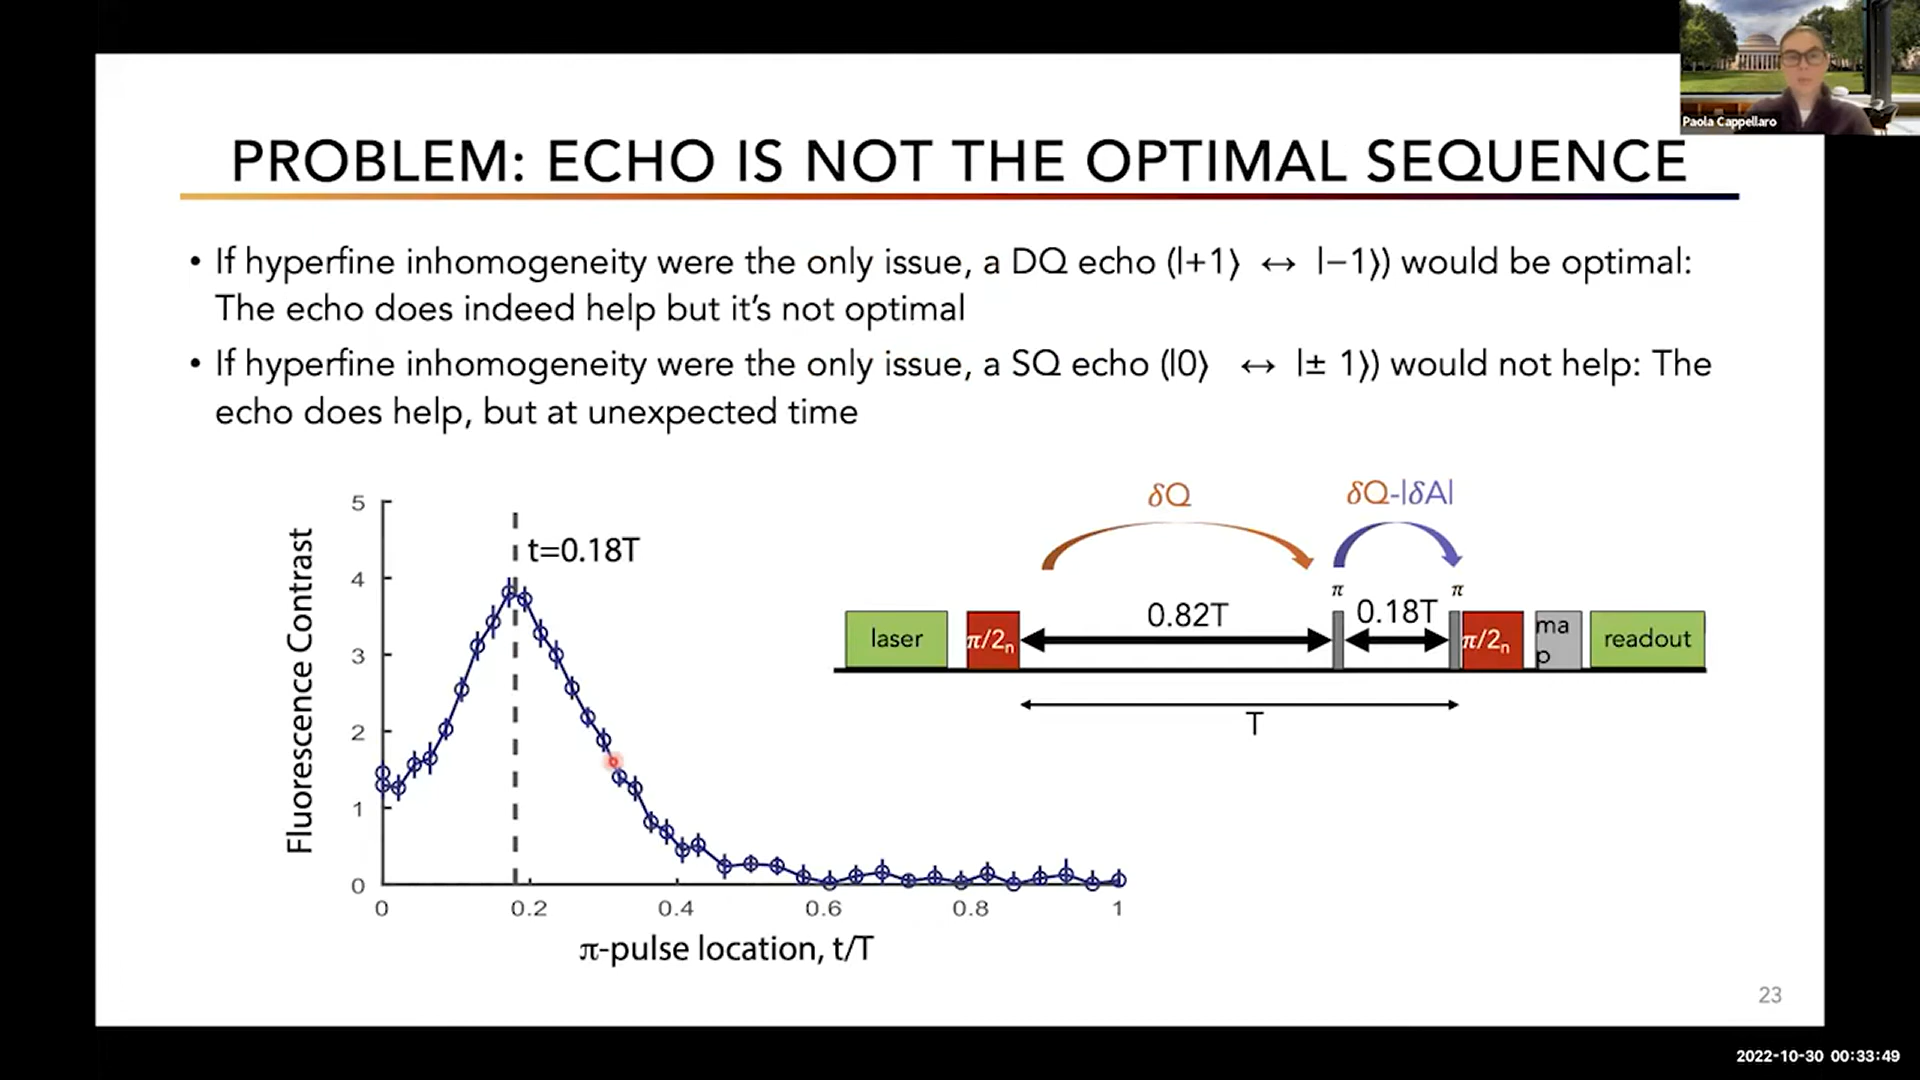 Paola Cappellaro
PROBLEM: ECHO IS NOT THE OPTIMAL SEQUENCE
• If hyperfine inhomogeneity were the only issue, a DQ echo (|+1⟩ ↔ |−1⟩) would be optimal:
The echo does indeed help but it's not optimal
• If hyperfine inhomogeneity were the only issue, a SQ echo (|0⟩ ↔ |± 1⟩) would not help: The
echo does help, but at unexpected time
Fluorescence Contrast
5
4
3
2
1
0
t=0.18T
0 0.2 0.4 0.6 0.8 1
π-pulse location, t/T
δQ
δQ-|δA|
π π
0.82T
0.18T
laser
π/2n
π/2n
ma
p
readout
T
23
2022-10-30 00:33:49